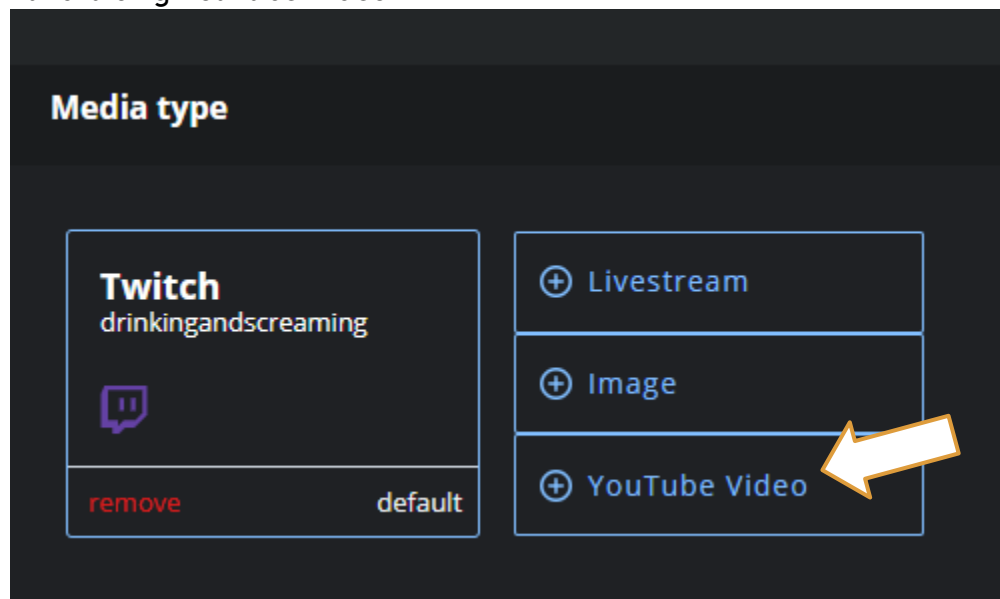 Media type
Twitch
drinkingandscreaming
remove
default
Livestream
Image
YouTube Video